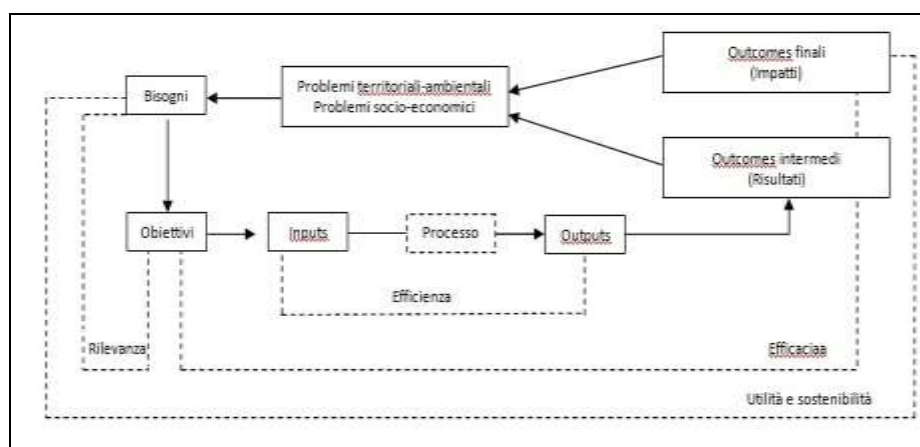 Outcomes finali
(Impatti)
Problemi territoriali-ambientali
Problemi socio-economici
Bisogni
Outcomes intermedi
(Risultati)
Obiettivi
Inputs
Processo
Outputs
Efficienza
Rilevanza
Efficaciaa
Utilità e sostenibilità